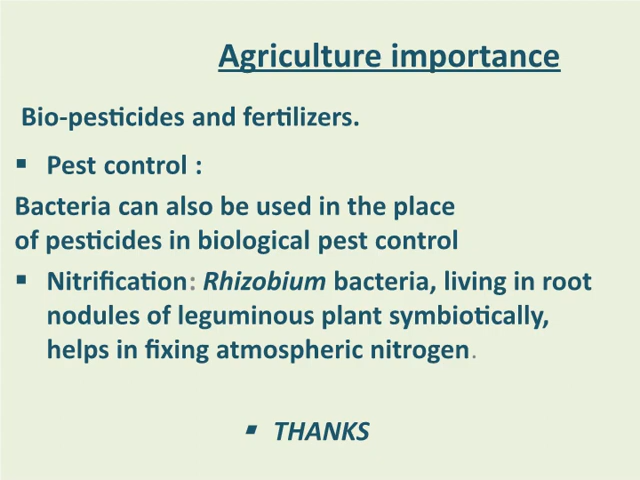 Agriculture importance
Bio-pesticides and fertilizers.
▪ Pest control :
Bacteria can also be used in the place
of pesticides in biological pest control
▪ Nitrification: Rhizobium bacteria, living in root
nodules of leguminous plant symbiotically,
helps in fixing atmospheric nitrogen.
▪ THANKS